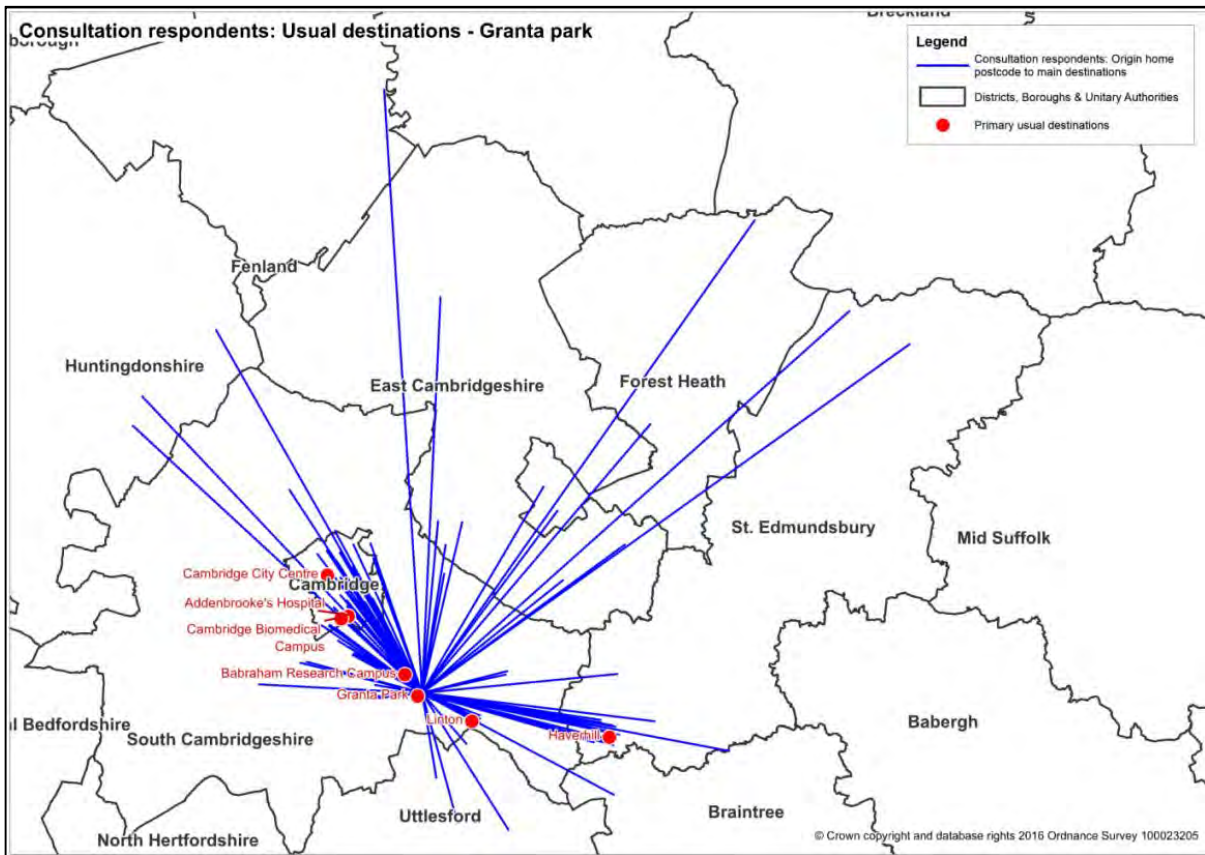 Consultation respondents: Usual destinations - Granta park
Breckland
borough
Legend
Consultation respondents: Origin home
postcode to main destinations
Districts, Boroughs & Unitary Authorities
Primary usual destinations
Fenland
Huntingdonshire
East Cambridgeshire
Forest Heath
St. Edmundsbury
Mid Suffolk
Cambridge City Centre
Cambridge
Addenbrooke's Hospital
Cambridge Biomedical
Campus
Babraham Research Campus
Granta Park
Linton
Haverhill
al Bedfordshire
South Cambridgeshire
Babergh
Uttlesford
Braintree
North Hertfordshire
© Crown copyright and database rights 2016 Ordnance Survey 100023205